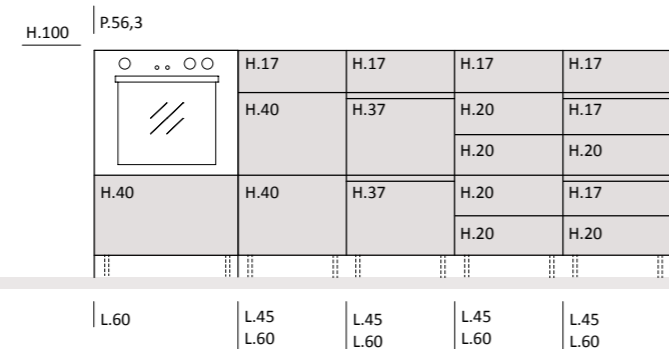 H.100
P.56,3
H.17 H.17 H.17 H.17
H.40 H.37 H.20 H.17
H.20 H.20
H.40 H.40 H.37 H.20 H.17
H.20 H.20
L.60 L.45 L.45 L.45 L.45
L.60 L.60 L.60 L.60